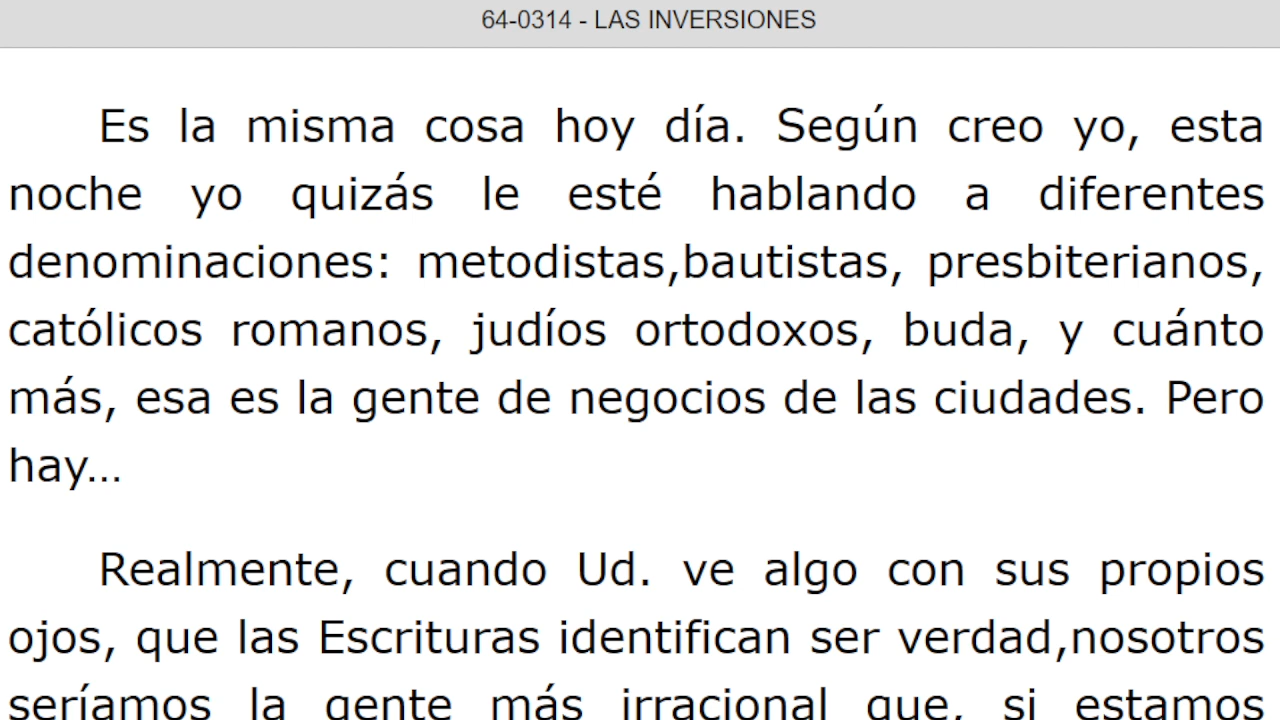 64-0314 - LAS INVERSIONES
Es la misma cosa hoy día. Según creo yo, esta
noche yo quizás le esté hablando a diferentes
denominaciones: metodistas,bautistas, presbiterianos,
católicos romanos, judíos ortodoxos, buda, y cuánto
más, esa es la gente de negocios de las ciudades. Pero
hay...
Realmente, cuando Ud. ve algo con sus propios
ojos, que las Escrituras identifican ser verdad,nosotros
seríamos la gente más irracional que, si estamos